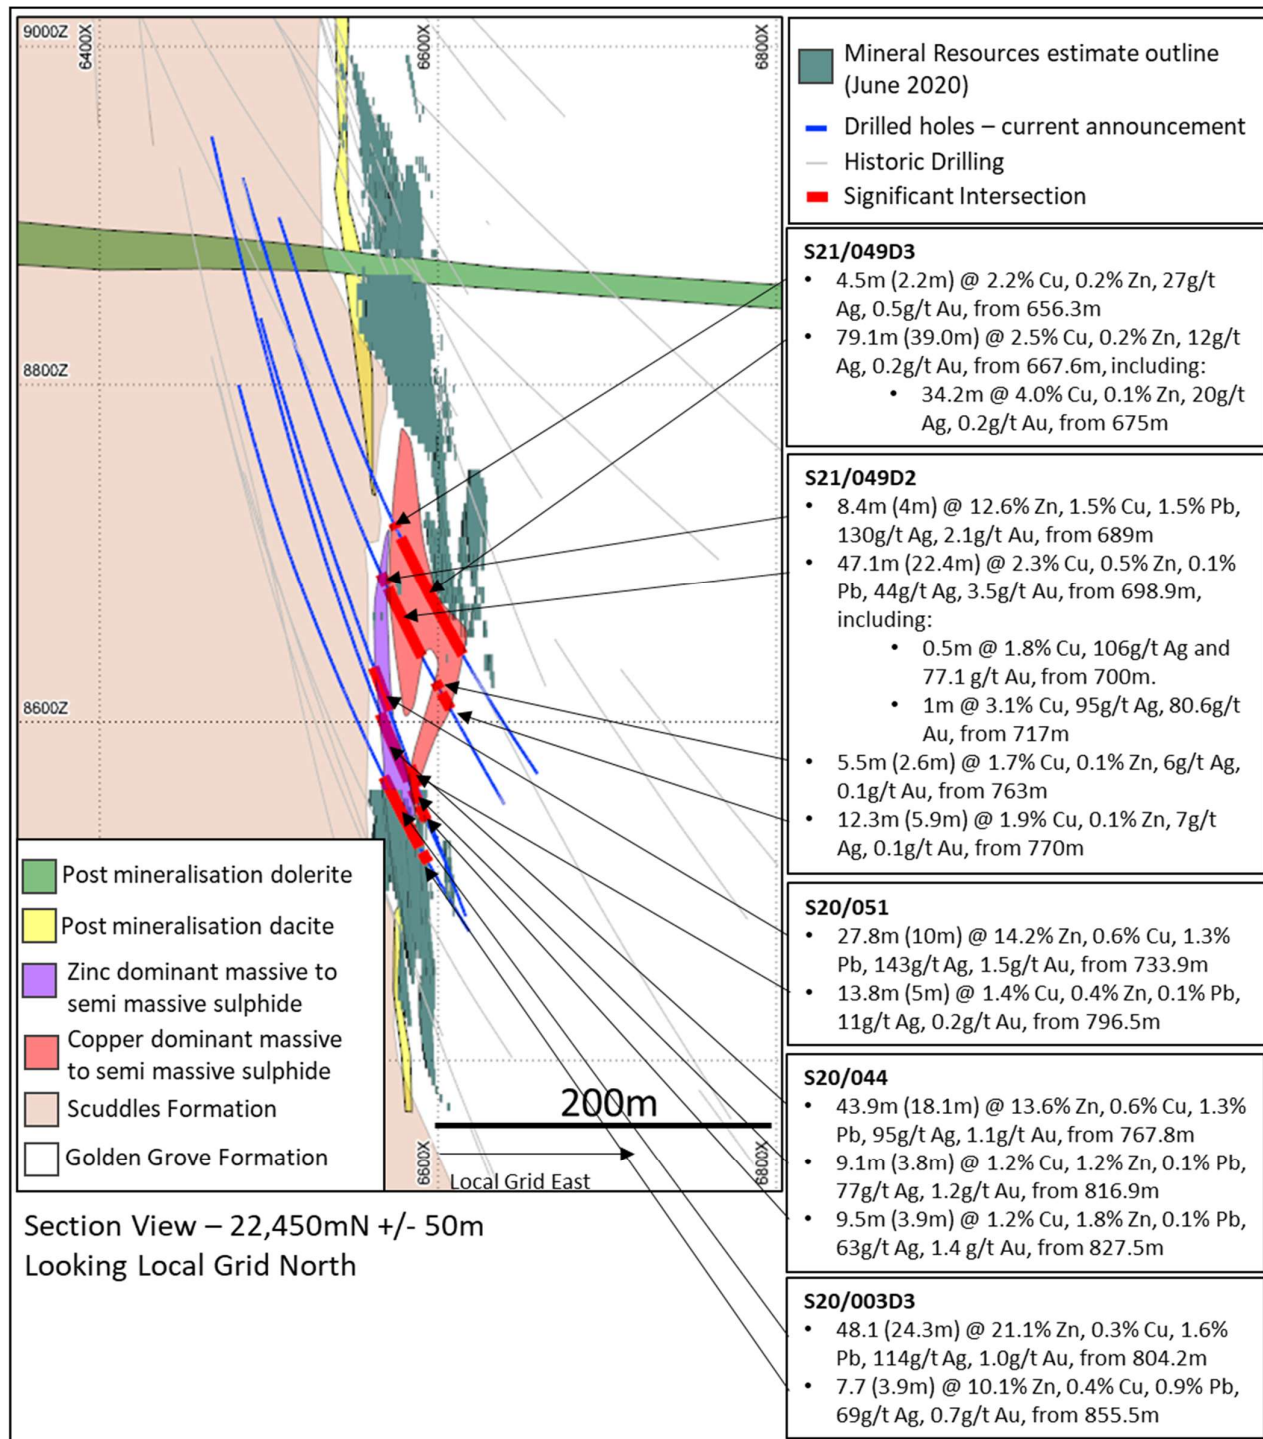 9000Z
6400X
6600X
6800X
8800Z
8600Z
Mineral Resources estimate outline
(June 2020)
Drilled holes – current announcement
Historic Drilling
Significant Intersection
S21/049D3
• 4.5m (2.2m) @ 2.2% Cu, 0.2% Zn, 27g/t
Ag, 0.5g/t Au, from 656.3m
• 79.1m (39.0m) @ 2.5% Cu, 0.2% Zn, 12g/t
Ag, 0.2g/t Au, from 667.6m, including:
• 34.2m @ 4.0% Cu, 0.1% Zn, 20g/t
Ag, 0.2g/t Au, from 675m
S21/049D2
• 8.4m (4m) @ 12.6% Zn, 1.5% Cu, 1.5% Pb,
130g/t Ag, 2.1g/t Au, from 689m
• 47.1m (22.4m) @ 2.3% Cu, 0.5% Zn, 0.1%
Pb, 44g/t Ag, 3.5g/t Au, from 698.9m,
including:
• 0.5m @ 1.8% Cu, 106g/t Ag and
77.1 g/t Au, from 700m.
• 1m @ 3.1% Cu, 95g/t Ag, 80.6g/t
Au, from 717m
• 5.5m (2.6m) @ 1.7% Cu, 0.1% Zn, 6g/t Ag,
0.1g/t Au, from 763m
• 12.3m (5.9m) @ 1.9% Cu, 0.1% Zn, 7g/t
Ag, 0.1g/t Au, from 770m
S20/051
• 27.8m (10m) @ 14.2% Zn, 0.6% Cu, 1.3%
Pb, 143g/t Ag, 1.5g/t Au, from 733.9m
• 13.8m (5m) @ 1.4% Cu, 0.4% Zn, 0.1% Pb,
11g/t Ag, 0.2g/t Au, from 796.5m
S20/044
• 43.9m (18.1m) @ 13.6% Zn, 0.6% Cu, 1.3%
Pb, 95g/t Ag, 1.1g/t Au, from 767.8m
• 9.1m (3.8m) @ 1.2% Cu, 1.2% Zn, 0.1% Pb,
77g/t Ag, 1.2g/t Au, from 816.9m
• 9.5m (3.9m) @ 1.2% Cu, 1.8% Zn, 0.1% Pb,
63g/t Ag, 1.4 g/t Au, from 827.5m
S20/003D3
• 48.1 (24.3m) @ 21.1% Zn, 0.3% Cu, 1.6%
Pb, 114g/t Ag, 1.0g/t Au, from 804.2m
• 7.7 (3.9m) @ 10.1% Zn, 0.4% Cu, 0.9% Pb,
69g/t Ag, 0.7g/t Au, from 855.5m
Post mineralisation dolerite
Post mineralisation dacite
Zinc dominant massive to
semi massive sulphide
Copper dominant massive
to semi massive sulphide
Scuddles Formation
Golden Grove Formation
200m
6600X
6800X
Local Grid East
Section View – 22,450mN +/- 50m
Looking Local Grid North